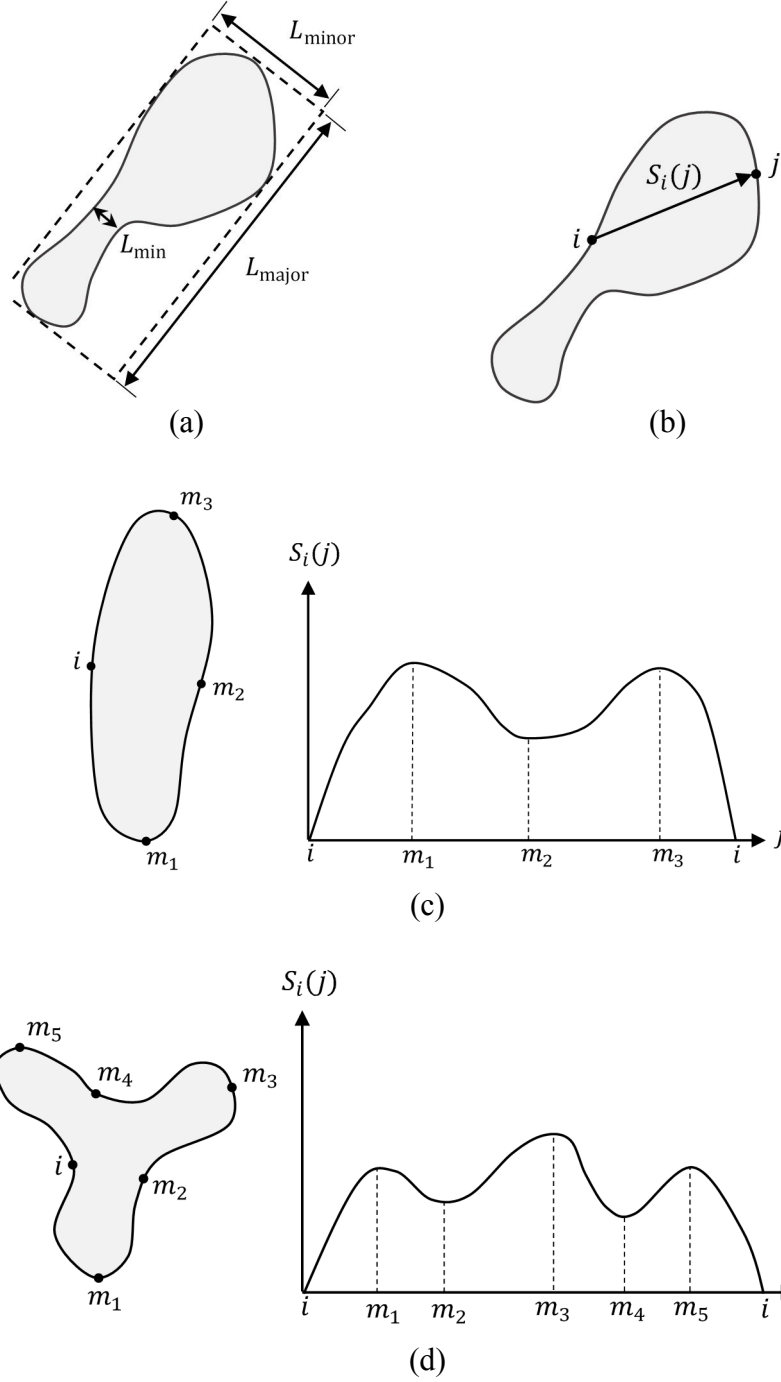 L_minor
L_min
L_major
(a)
S_i(j)
j
i
(b)
m_3
i
m_2
m_1
S_i(j)
i m_1 m_2 m_3 i j
(c)
m_5
m_4
m_3
i
m_2
m_1
S_i(j)
i m_1 m_2 m_3 m_4 m_5 i
(d)